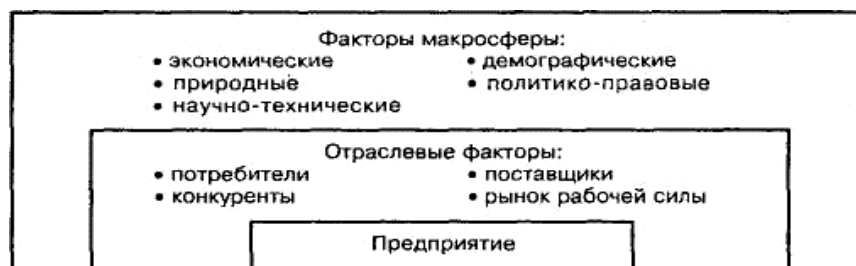 Факторы макросферы:
• экономические • демографические
• природные • политико-правовые
• научно-технические
Отраслевые факторы:
• потребители • поставщики
• конкуренты • рынок рабочей силы
Предприятие